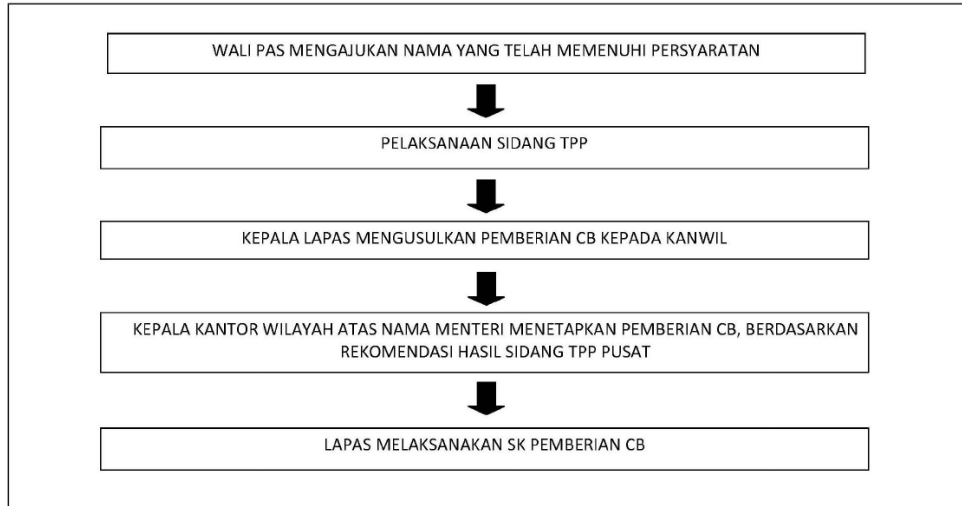 WALI PAS MENGAJUKAN NAMA YANG TELAH MEMENUHI PERSYARATAN
PELAKSANAAN SIDANG TPP
KEPALA LAPAS MENGUSULKAN PEMBERIAN CB KEPADA KANWIL
KEPALA KANTOR WILAYAH ATAS NAMA MENTERI MENETAPKAN PEMBERIAN CB, BERDASARKAN
REKOMENDASI HASIL SIDANG TPP PUSAT
LAPAS MELAKSANAKAN SK PEMBERIAN CB